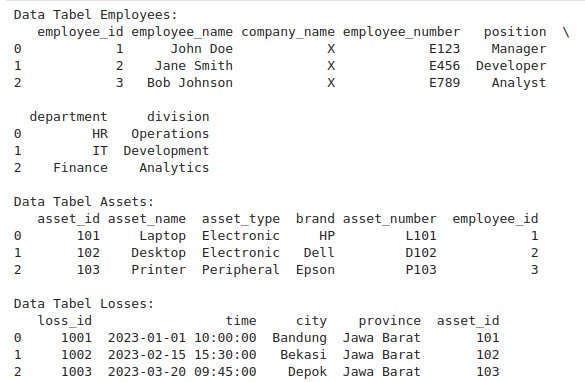 Data Tabel Employees:
employee_id employee_name company_name employee_number position \
0 1 John Doe X E123 Manager
1 2 Jane Smith X E456 Developer
2 3 Bob Johnson X E789 Analyst
department division
0 HR Operations
1 IT Development
2 Finance Analytics
Data Tabel Assets:
asset_id asset_name asset_type brand asset_number employee_id
0 101 Laptop Electronic HP L101 1
1 102 Desktop Electronic Dell D102 2
2 103 Printer Peripheral Epson P103 3
Data Tabel Losses:
loss_id time city province asset_id
0 1001 2023-01-01 10:00:00 Bandung Jawa Barat 101
1 1002 2023-02-15 15:30:00 Bekasi Jawa Barat 102
2 1003 2023-03-20 09:45:00 Depok Jawa Barat 103